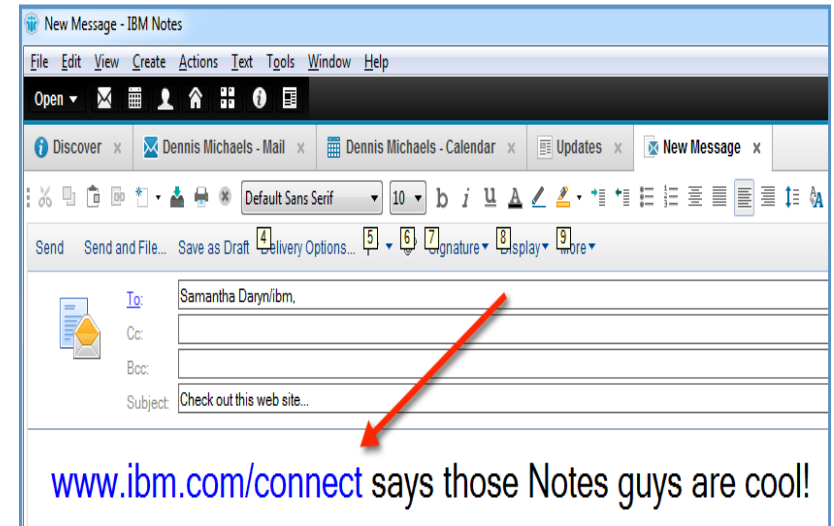 New Message - IBM Notes
File Edit View Create Actions Text Tools Window Help
Open
Discover x Dennis Michaels - Mail x Dennis Michaels - Calendar x Updates x New Message x
Default Sans Serif 10 b i U A
Send Send and File... Save as Draft 4 Delivery Options... 5 6 7 Signature 8 Display 9 More
To: Samantha Daryn/ibm,
Cc:
Bcc:
Subject: Check out this web site...
www.ibm.com/connect says those Notes guys are cool!